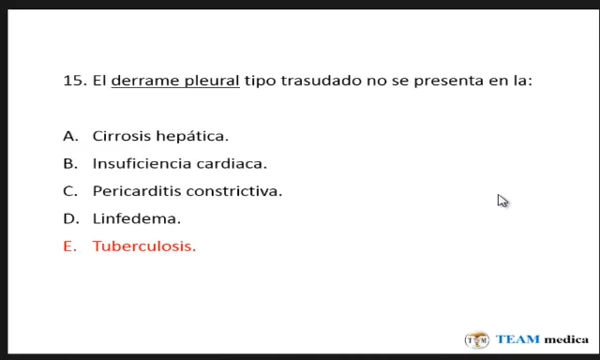 15. El derrame pleural tipo trasudado no se presenta en la:
A. Cirrosis hepática.
B. Insuficiencia cardiaca.
C. Pericarditis constrictiva.
D. Linfedema.
E. Tuberculosis.
TEAM medica